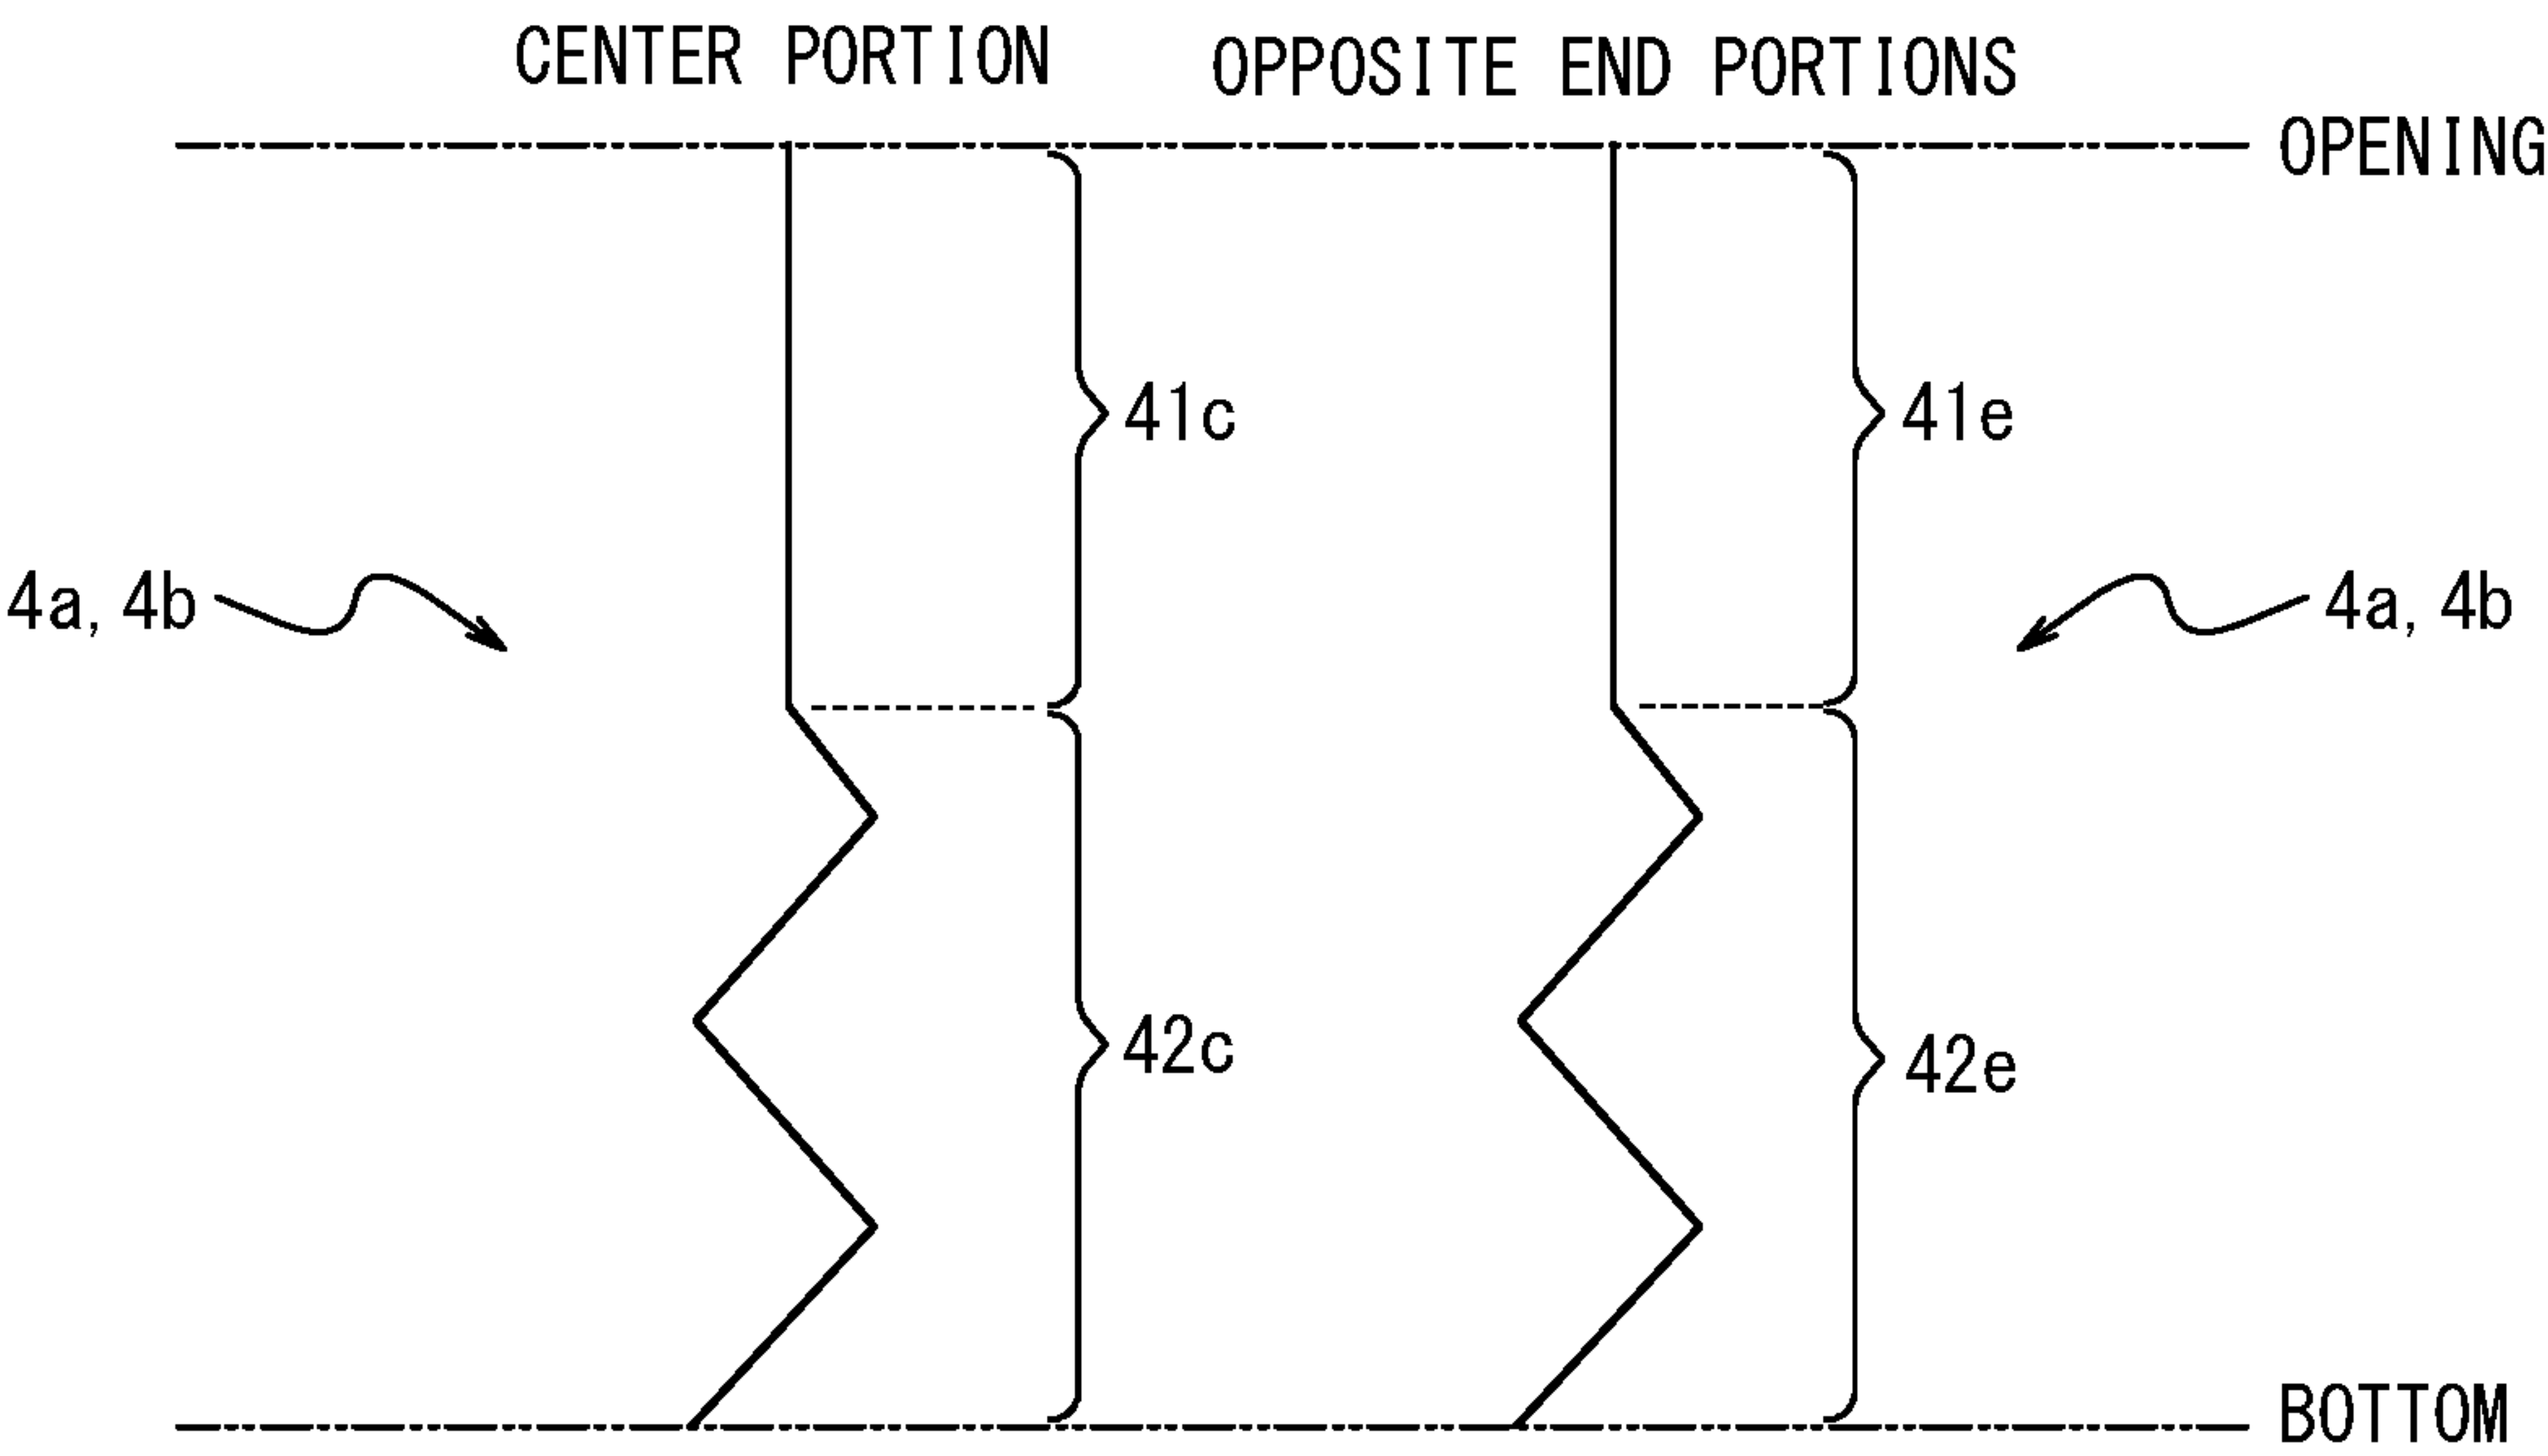 CENTER PORTION
OPPOSITE END PORTIONS
OPENING
41c
41e
4a, 4b
4a, 4b
42c
42e
BOTTOM